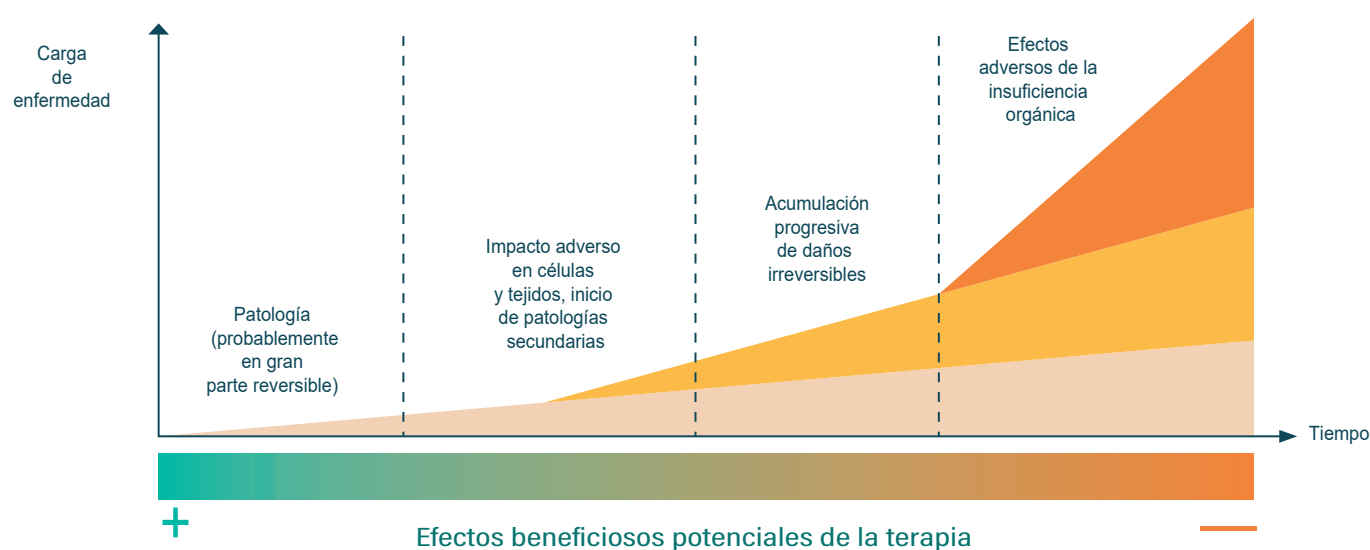 Carga
de
enfermedad
Patología
(probablemente
en gran
parte reversible)
Impacto adverso
en células
y tejidos, inicio
de patologías
secundarias
Acumulación
progresiva
de daños
irreversibles
Efectos
adversos de la
insuficiencia
orgánica
Tiempo
+
—
Efectos beneficiosos potenciales de la terapia